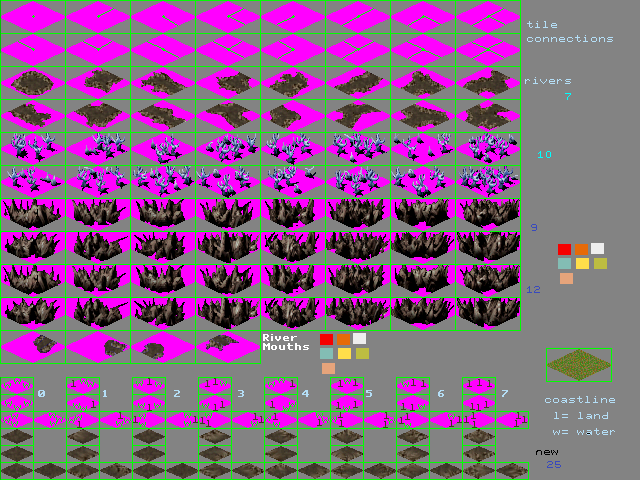 tile
connections
rivers
7
10
9
12
River
Mouths
0
1
2
3
4
5
6
7
coastline
l= land
w= water
new
25